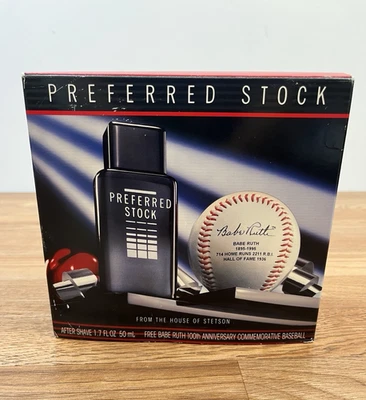 PREFERRED STOCK
PREFERRED
STOCK
Babe Ruth
BABE RUTH
1895-1995
714 HOME RUNS 2211 R.B.I.
HALL OF FAME 1936
FROM THE HOUSE OF STETSON
AFTER SHAVE 1.7 FL OZ 50 mL FREE BABE RUTH 100th ANNIVERSARY COMMEMORATIVE BASEBALL